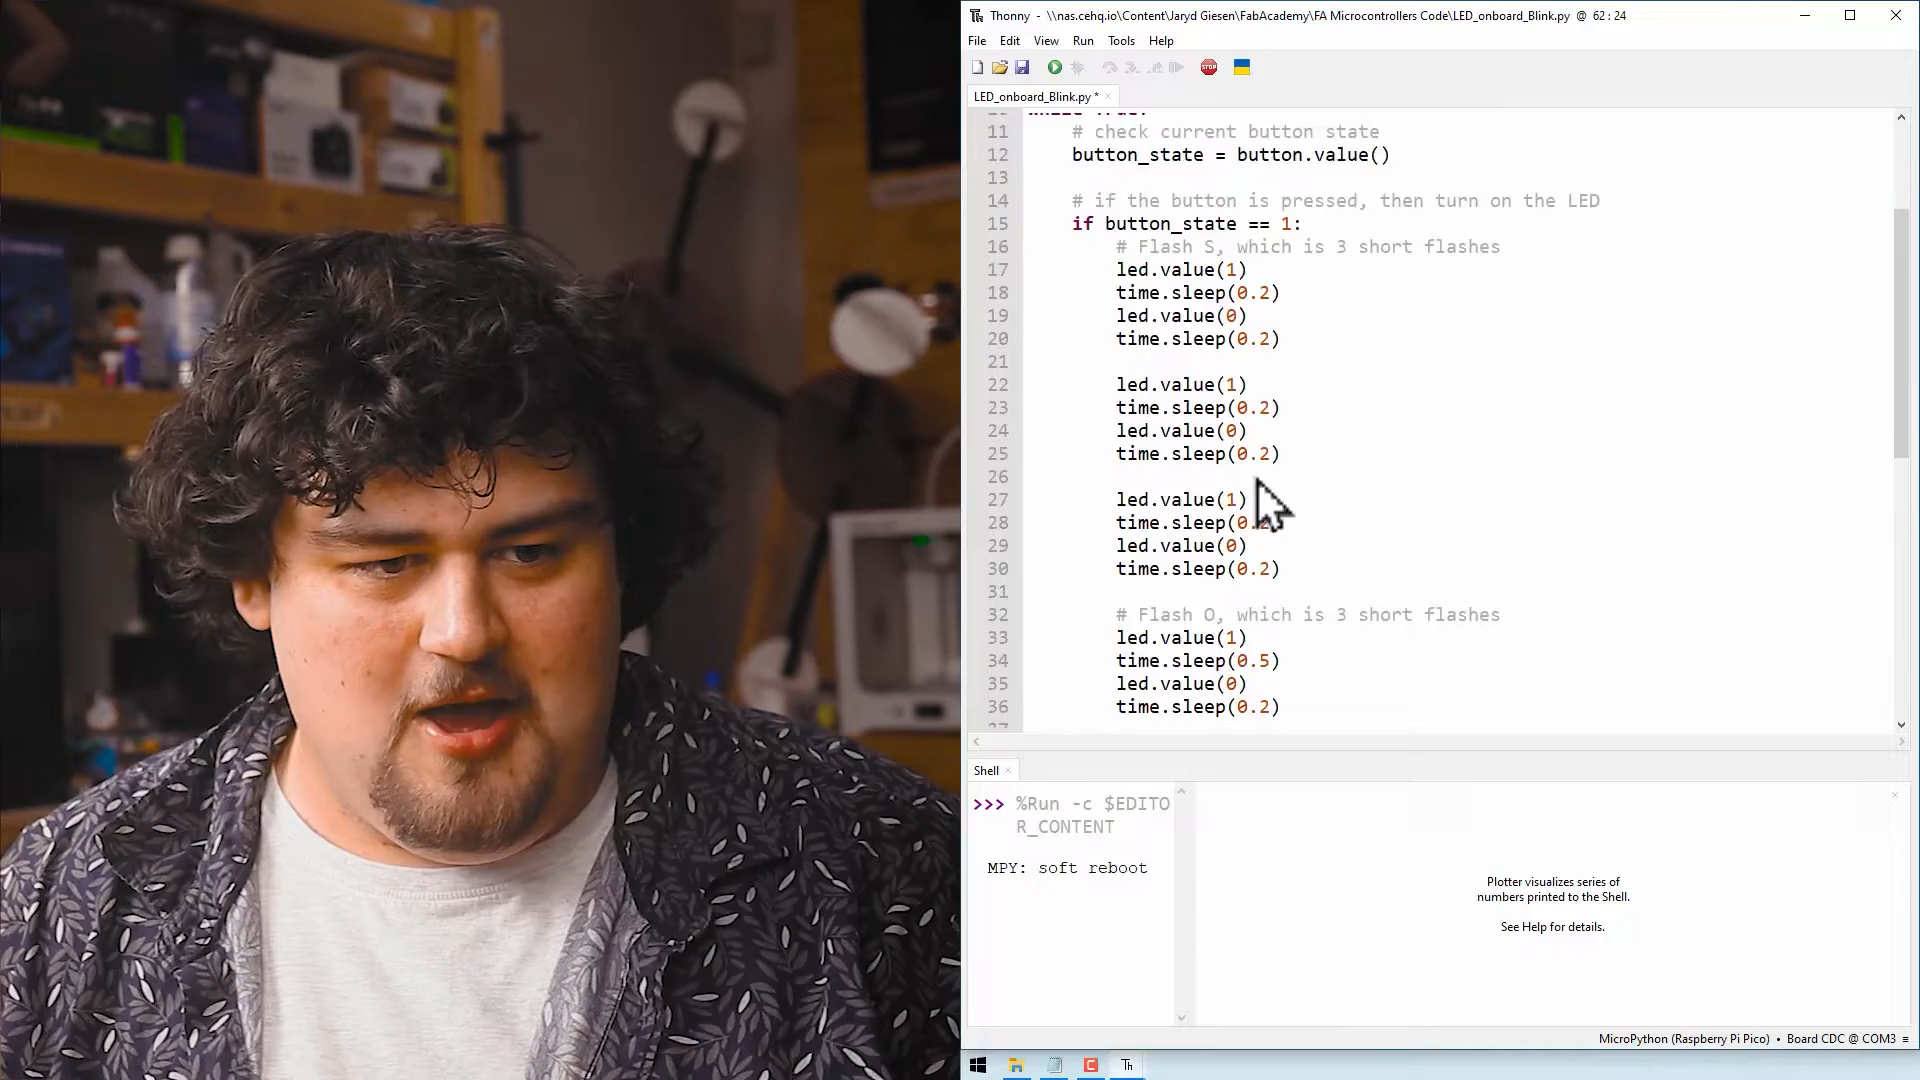 Thonny - \\nas.cehq.io\Content\Jaryd Giesen\FabAcademy\FA Microcontrollers Code\LED_onboard_Blink.py @ 62 : 24
File Edit View Run Tools Help
STOP
LED_onboard_Blink.py *
11 # check current button state
12 button_state = button.value()
13
14 # if the button is pressed, then turn on the LED
15 if button_state == 1:
16 # Flash S, which is 3 short flashes
17 led.value(1)
18 time.sleep(0.2)
19 led.value(0)
20 time.sleep(0.2)
21
22 led.value(1)
23 time.sleep(0.2)
24 led.value(0)
25 time.sleep(0.2)
26
27 led.value(1)
28 time.sleep(0.2)
29 led.value(0)
30 time.sleep(0.2)
31
32 # Flash O, which is 3 short flashes
33 led.value(1)
34 time.sleep(0.5)
35 led.value(0)
36 time.sleep(0.2)
Shell
>>> %Run -c $EDITO
R_CONTENT
MPY: soft reboot
Plotter visualizes series of
numbers printed to the Shell.
See Help for details.
MicroPython (Raspberry Pi Pico) • Board CDC @ COM3 ≡
Th